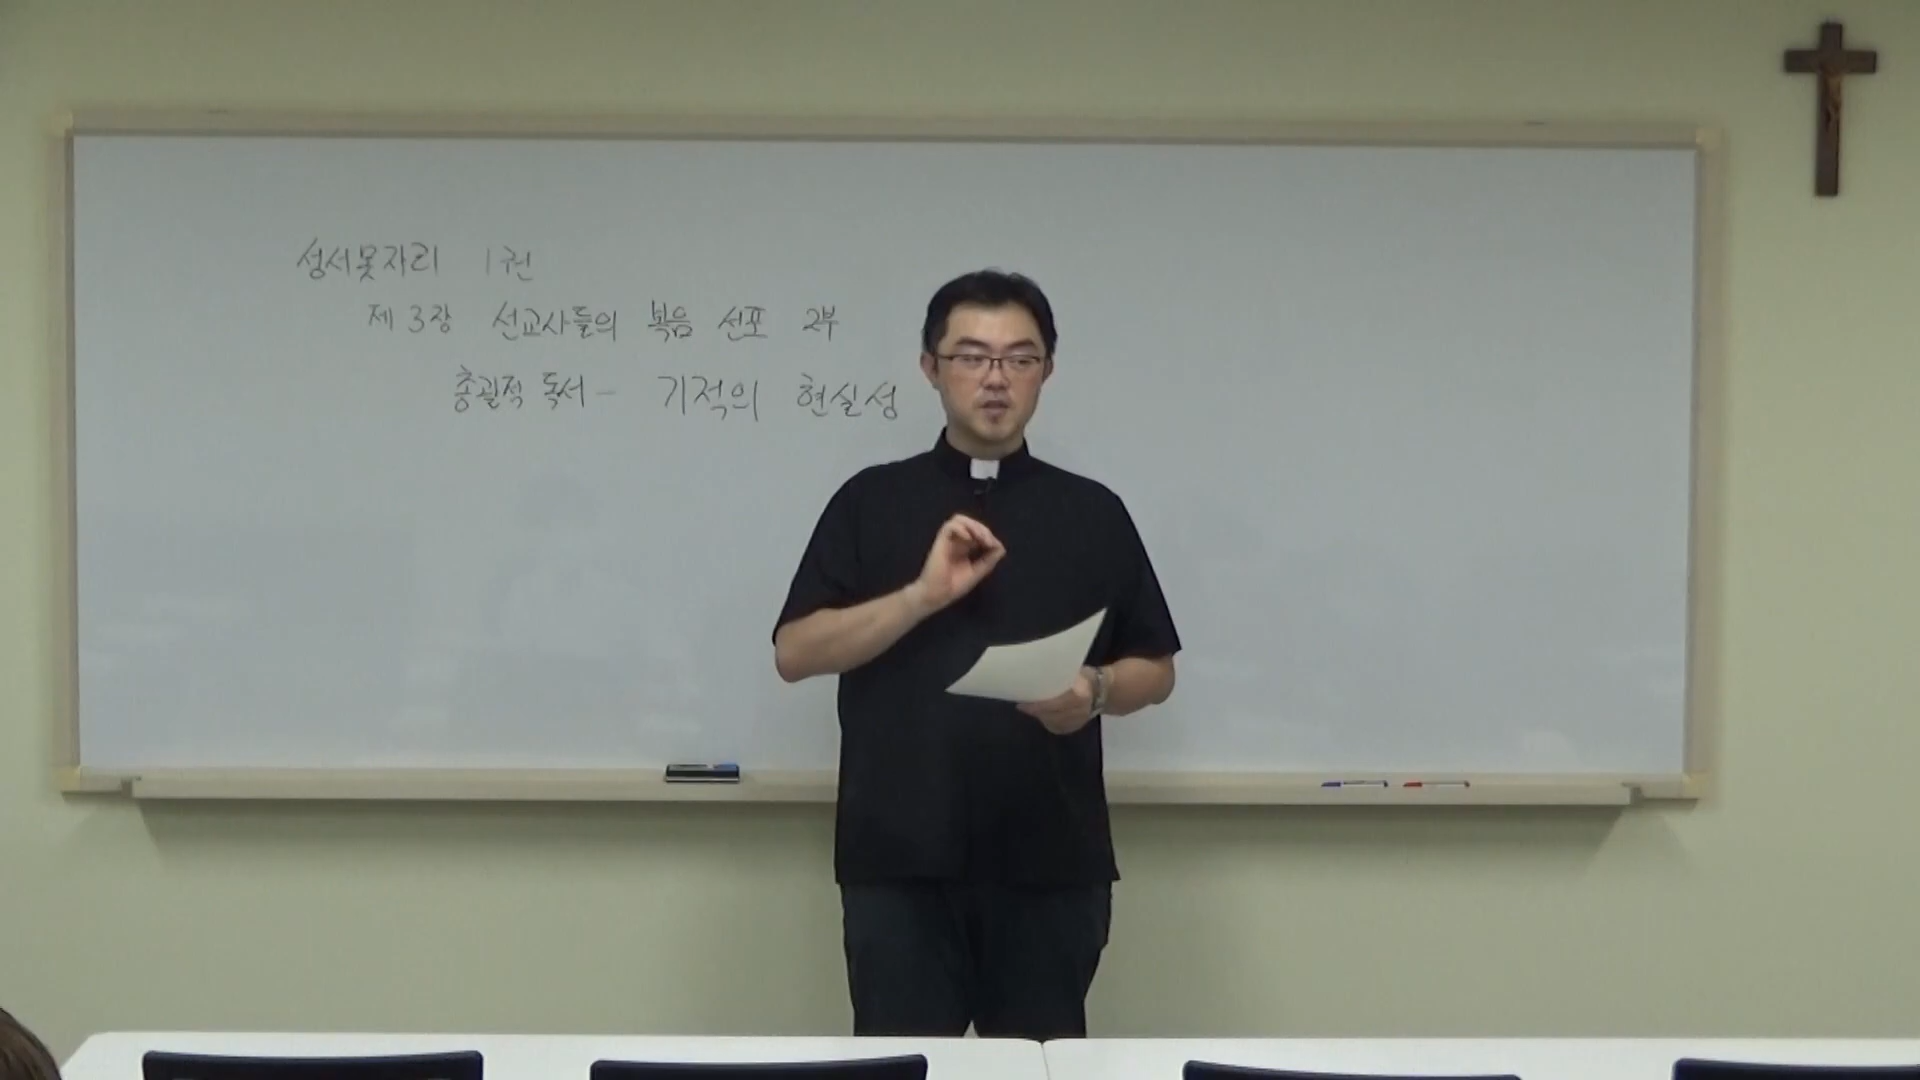 성서못자리 1권
제 3장 선교사들의 복음 선포 2부
총괄적 독서 - 기적의 현실성